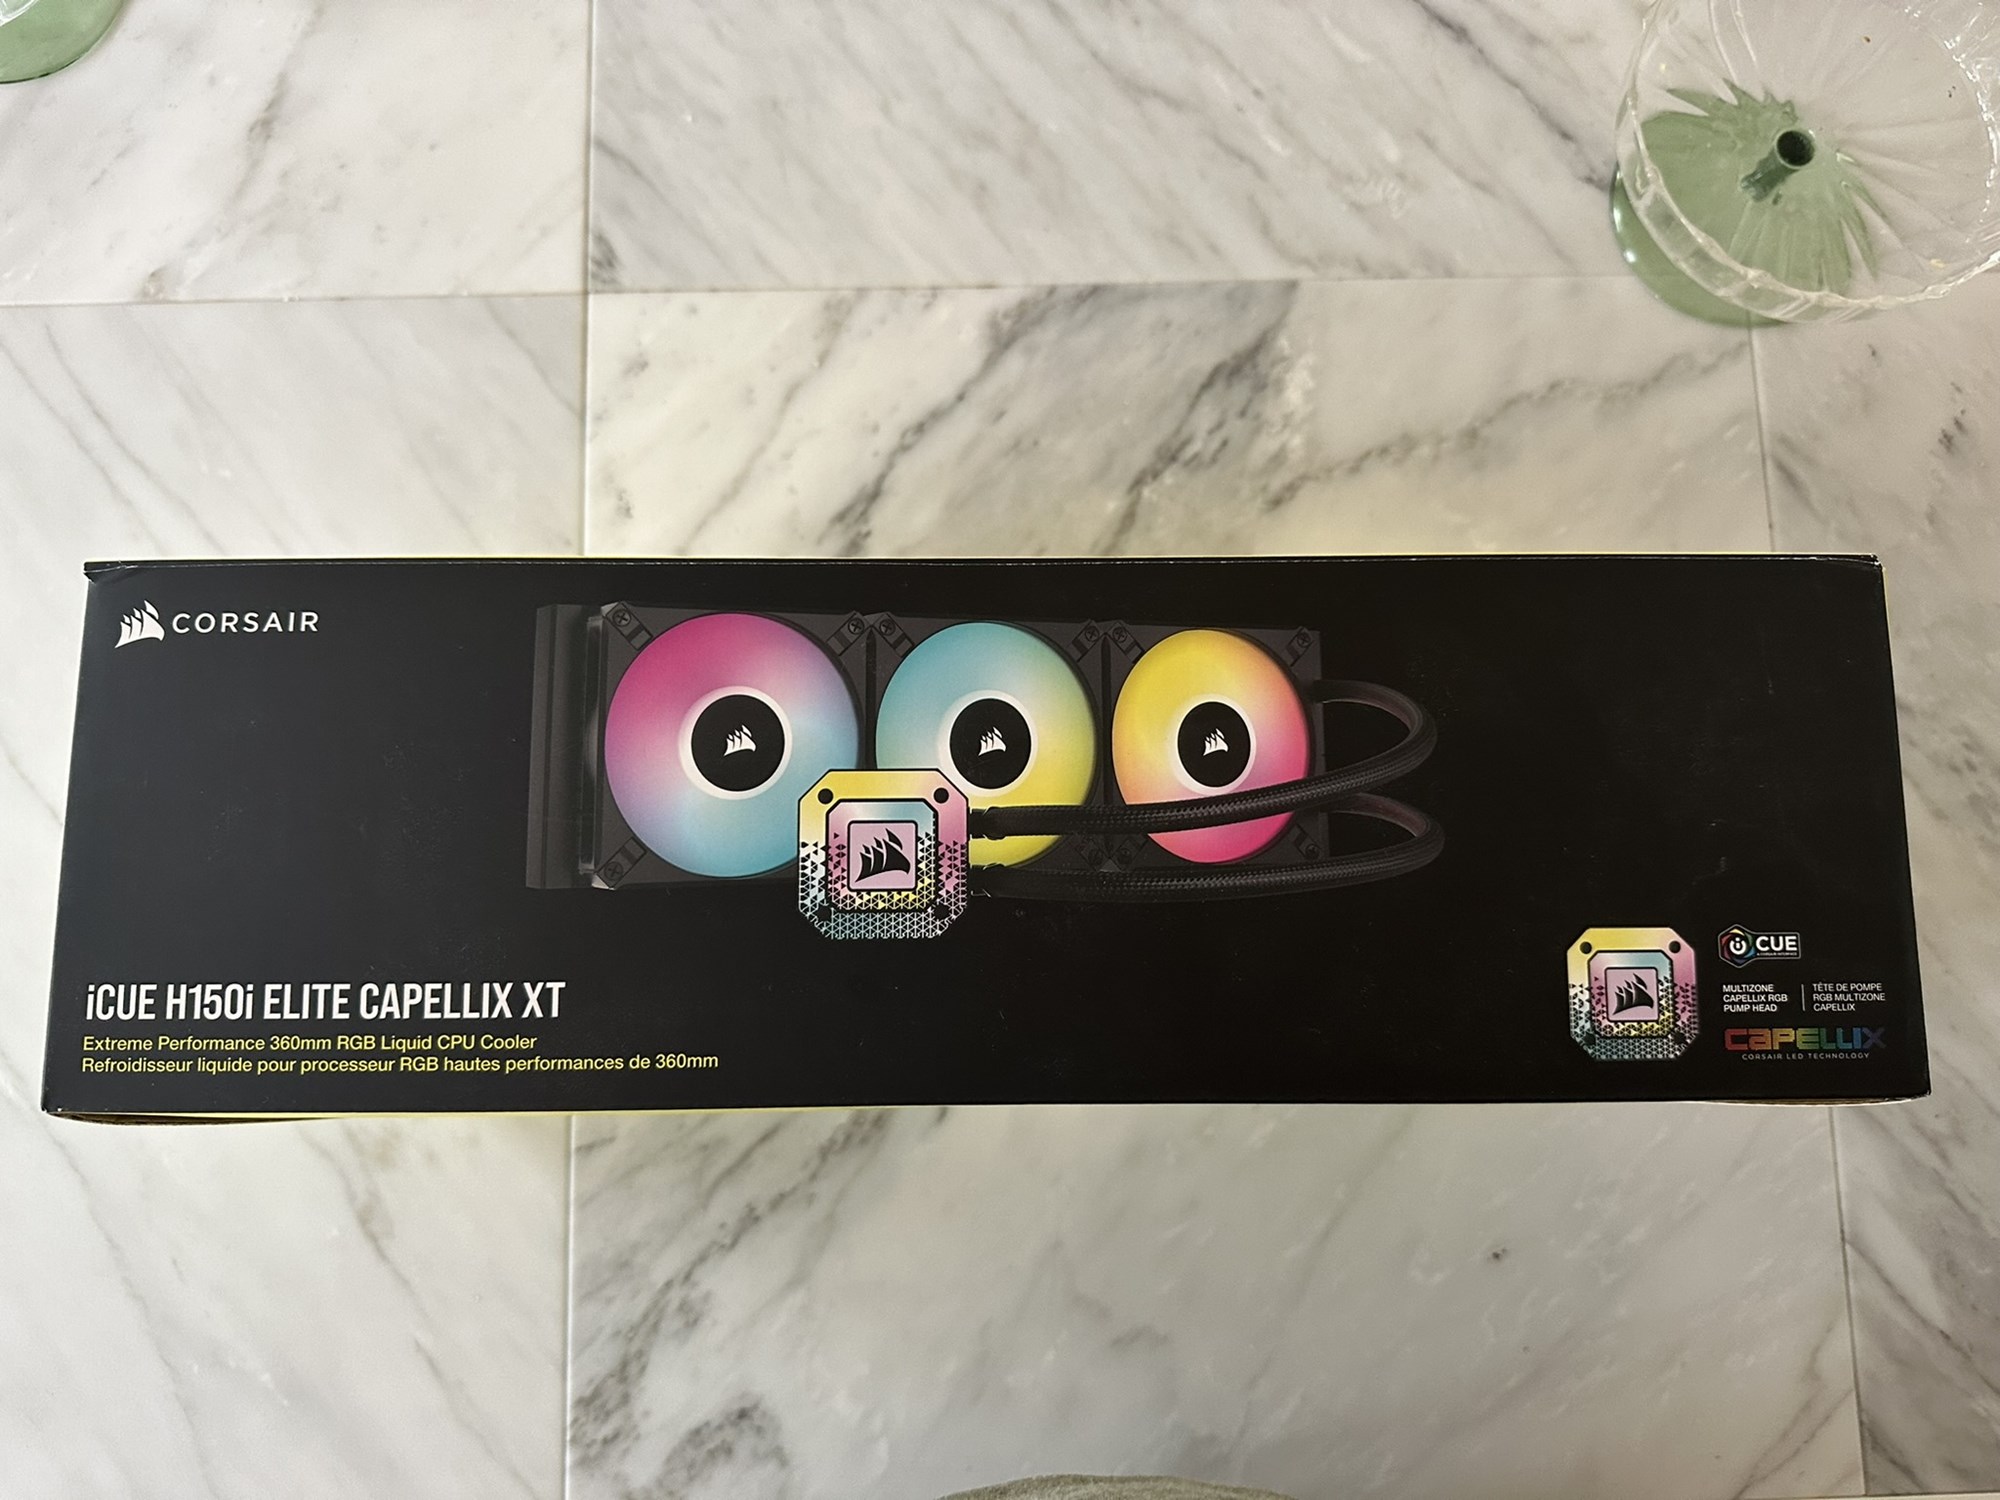 CORSAIR
iCUE H150i ELITE CAPELLIX XT
Extreme Performance 360mm RGB Liquid CPU Cooler
Refroidisseur liquide pour processeur RGB hautes performances de 360mm
iCUE
MULTIZONE
CAPELLIX RGB
PUMP HEAD
TÊTE DE POMPE
RGB MULTIZONE
CAPELLIX
CAPELLIX
CORSAIR LED TECHNOLOGY